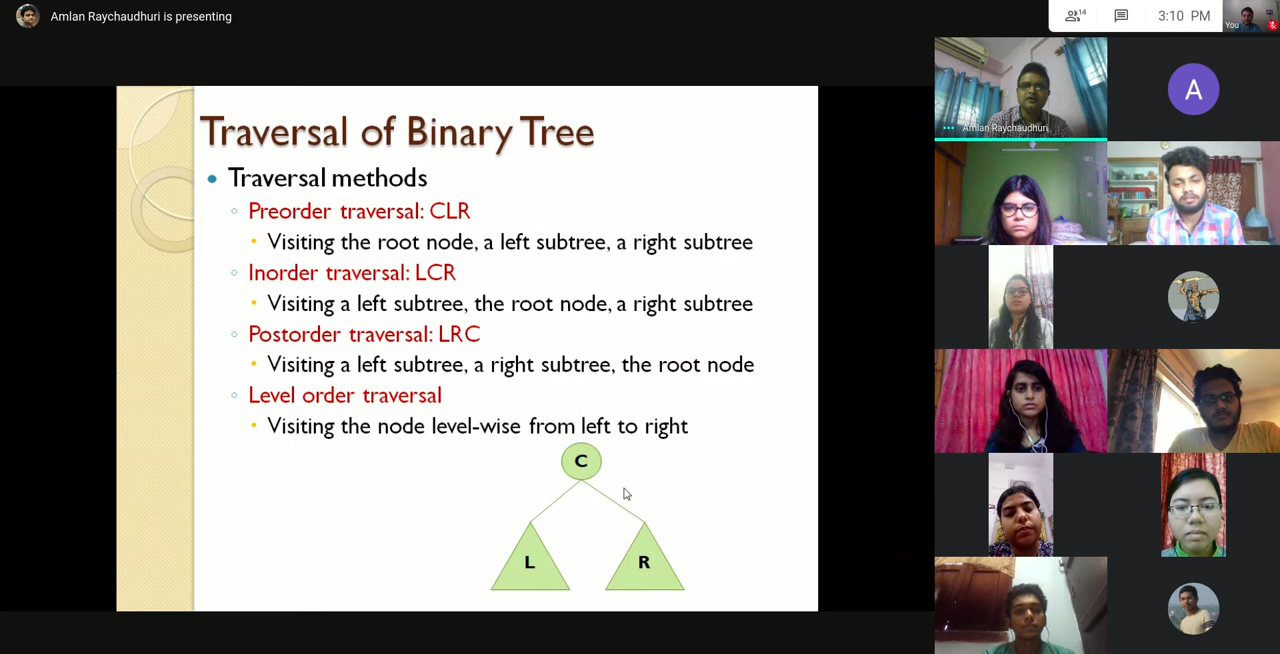 Amlan Raychaudhuri is presenting
14
3:10 PM
You
Traversal of Binary Tree
Traversal methods
Preorder traversal: CLR
Visiting the root node, a left subtree, a right subtree
Inorder traversal: LCR
Visiting a left subtree, the root node, a right subtree
Postorder traversal: LRC
Visiting a left subtree, a right subtree, the root node
Level order traversal
Visiting the node level-wise from left to right
C
L
R
Amlan Raychaudhuri
A